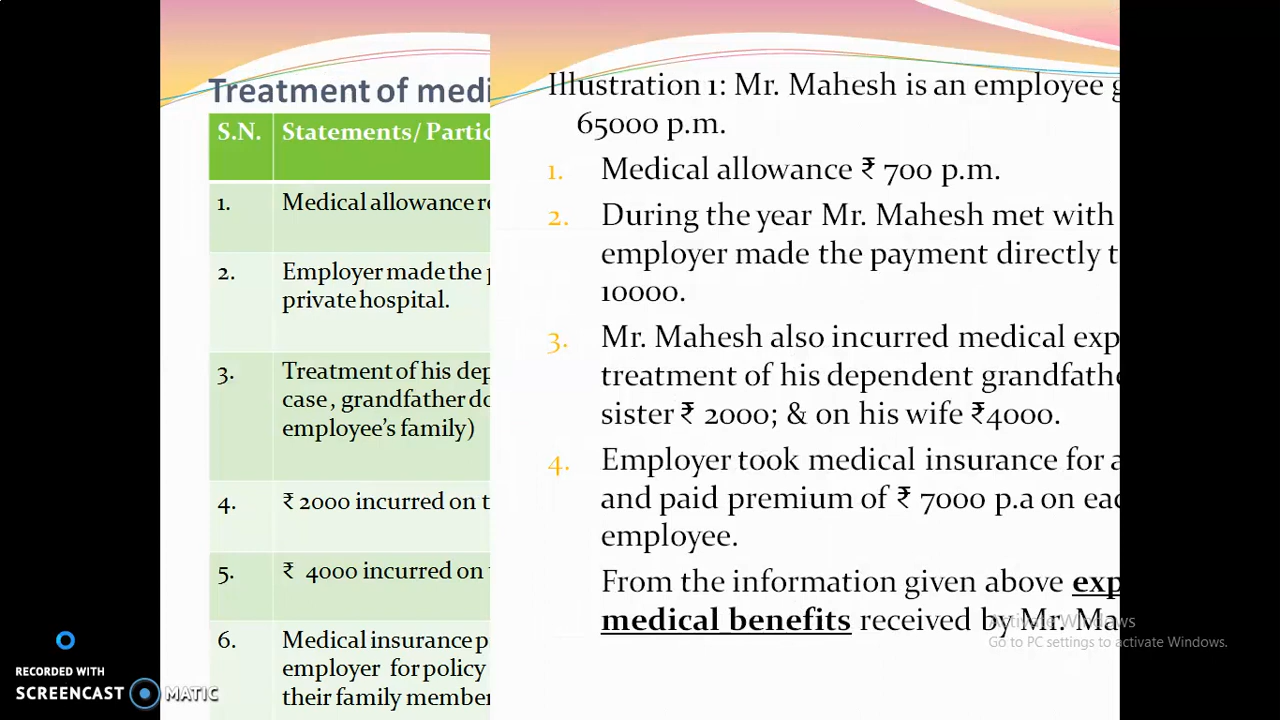 Treatment of medi
S.N. Statements/ Partic
1. Medical allowance re
2. Employer made the p
private hospital.
3. Treatment of his dep
case , grandfather do
employee's family)
4. ₹ 2000 incurred on t
5. ₹ 4000 incurred on
6. Medical insurance p
employer for policy
their family member
Illustration 1: Mr. Mahesh is an employee g
65000 p.m.
1. Medical allowance ₹ 700 p.m.
2. During the year Mr. Mahesh met with
employer made the payment directly t
10000.
3. Mr. Mahesh also incurred medical exp
treatment of his dependent grandfathe
sister ₹ 2000; & on his wife ₹4000.
4. Employer took medical insurance for a
and paid premium of ₹ 7000 p.a on eac
employee.
From the information given above exp
medical benefits received by Mr. Ma
Activate Windows
Go to PC settings to activate Windows.
RECORDED WITH
SCREENCAST MATIC